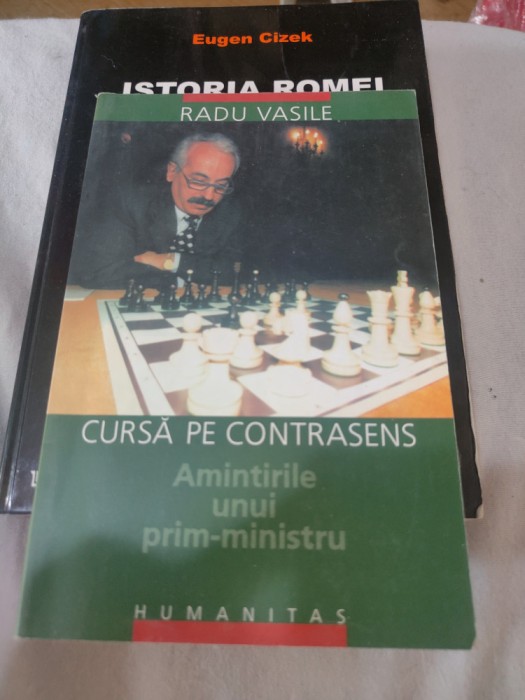 Eugen Cizek
ISTORIA ROMEI
RADU VASILE
CURSĂ PE CONTRASENS
Amintirile
unui
prim-ministru
HUMANITAS